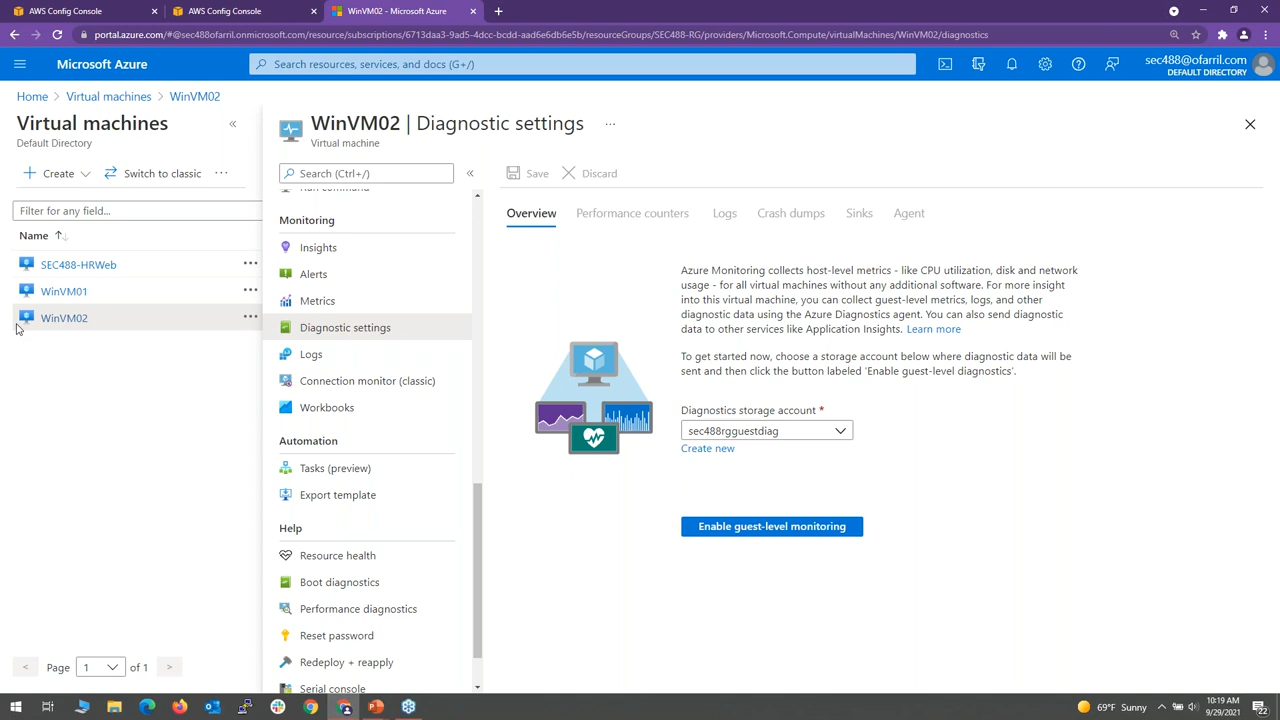 AWS Config Console
AWS Config Console
WinVM02 - Microsoft Azure
portal.azure.com/#@sec488ofarril.onmicrosoft.com/resource/subscriptions/6713daa3-9ad5-4dcc-bcdd-aad6e6db6e5b/resourceGroups/SEC488-RG/providers/Microsoft.Compute/virtualMachines/WinVM02/diagnostics
Microsoft Azure
Search resources, services, and docs (G+/)
sec488@ofarril.com
DEFAULT DIRECTORY
Home > Virtual machines > WinVM02
Virtual machines
Default Directory
Create
Switch to classic
Filter for any field...
Name
SEC488-HRWeb
WinVM01
WinVM02
Page 1 of 1
WinVM02 | Diagnostic settings
Virtual machine
Search (Ctrl+/)
Run command
Monitoring
Insights
Alerts
Metrics
Diagnostic settings
Logs
Connection monitor (classic)
Workbooks
Automation
Tasks (preview)
Export template
Help
Resource health
Boot diagnostics
Performance diagnostics
Reset password
Redeploy + reapply
Serial console
Save
Discard
Overview
Performance counters
Logs
Crash dumps
Sinks
Agent
Azure Monitoring collects host-level metrics - like CPU utilization, disk and network
usage - for all virtual machines without any additional software. For more insight
into this virtual machine, you can collect guest-level metrics, logs, and other
diagnostic data using the Azure Diagnostics agent. You can also send diagnostic
data to other services like Application Insights. Learn more
To get started now, choose a storage account below where diagnostic data will be
sent and then click the button labeled 'Enable guest-level diagnostics'.
Diagnostics storage account *
sec488rgguestdiag
Create new
Enable guest-level monitoring
69°F Sunny
10:19 AM
9/29/2021
22